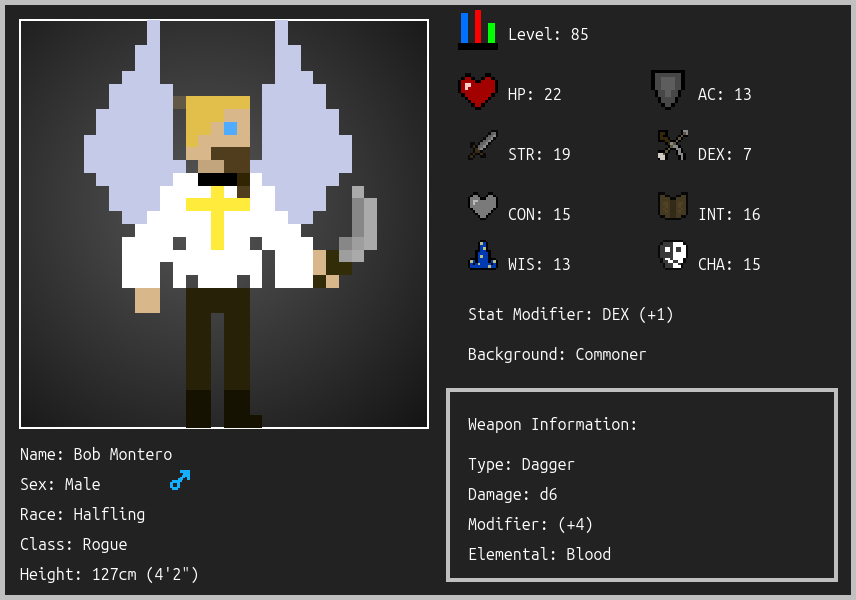 Level: 85
HP: 22
AC: 13
STR: 19
DEX: 7
CON: 15
INT: 16
WIS: 13
CHA: 15
Stat Modifier: DEX (+1)
Background: Commoner
Weapon Information:
Type: Dagger
Damage: d6
Modifier: (+4)
Elemental: Blood
Name: Bob Montero
Sex: Male
Race: Halfling
Class: Rogue
Height: 127cm (4'2")